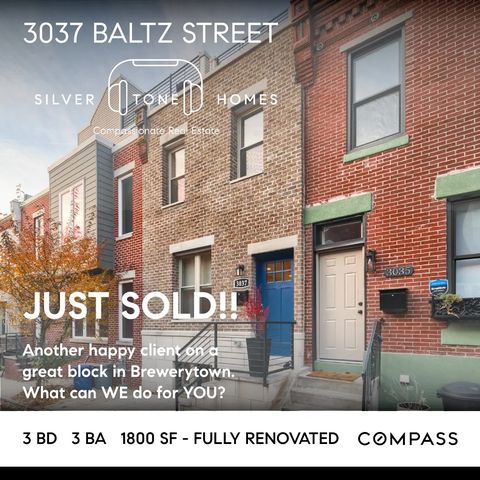 3037 BALTZ STREET
SILVER TONE HOMES
Compassionate Real Estate
3037
3035
JUST SOLD!!
Another happy client on a
great block in Brewerytown.
What can WE do for YOU?
3 BD 3 BA 1800 SF - FULLY RENOVATED COMPASS